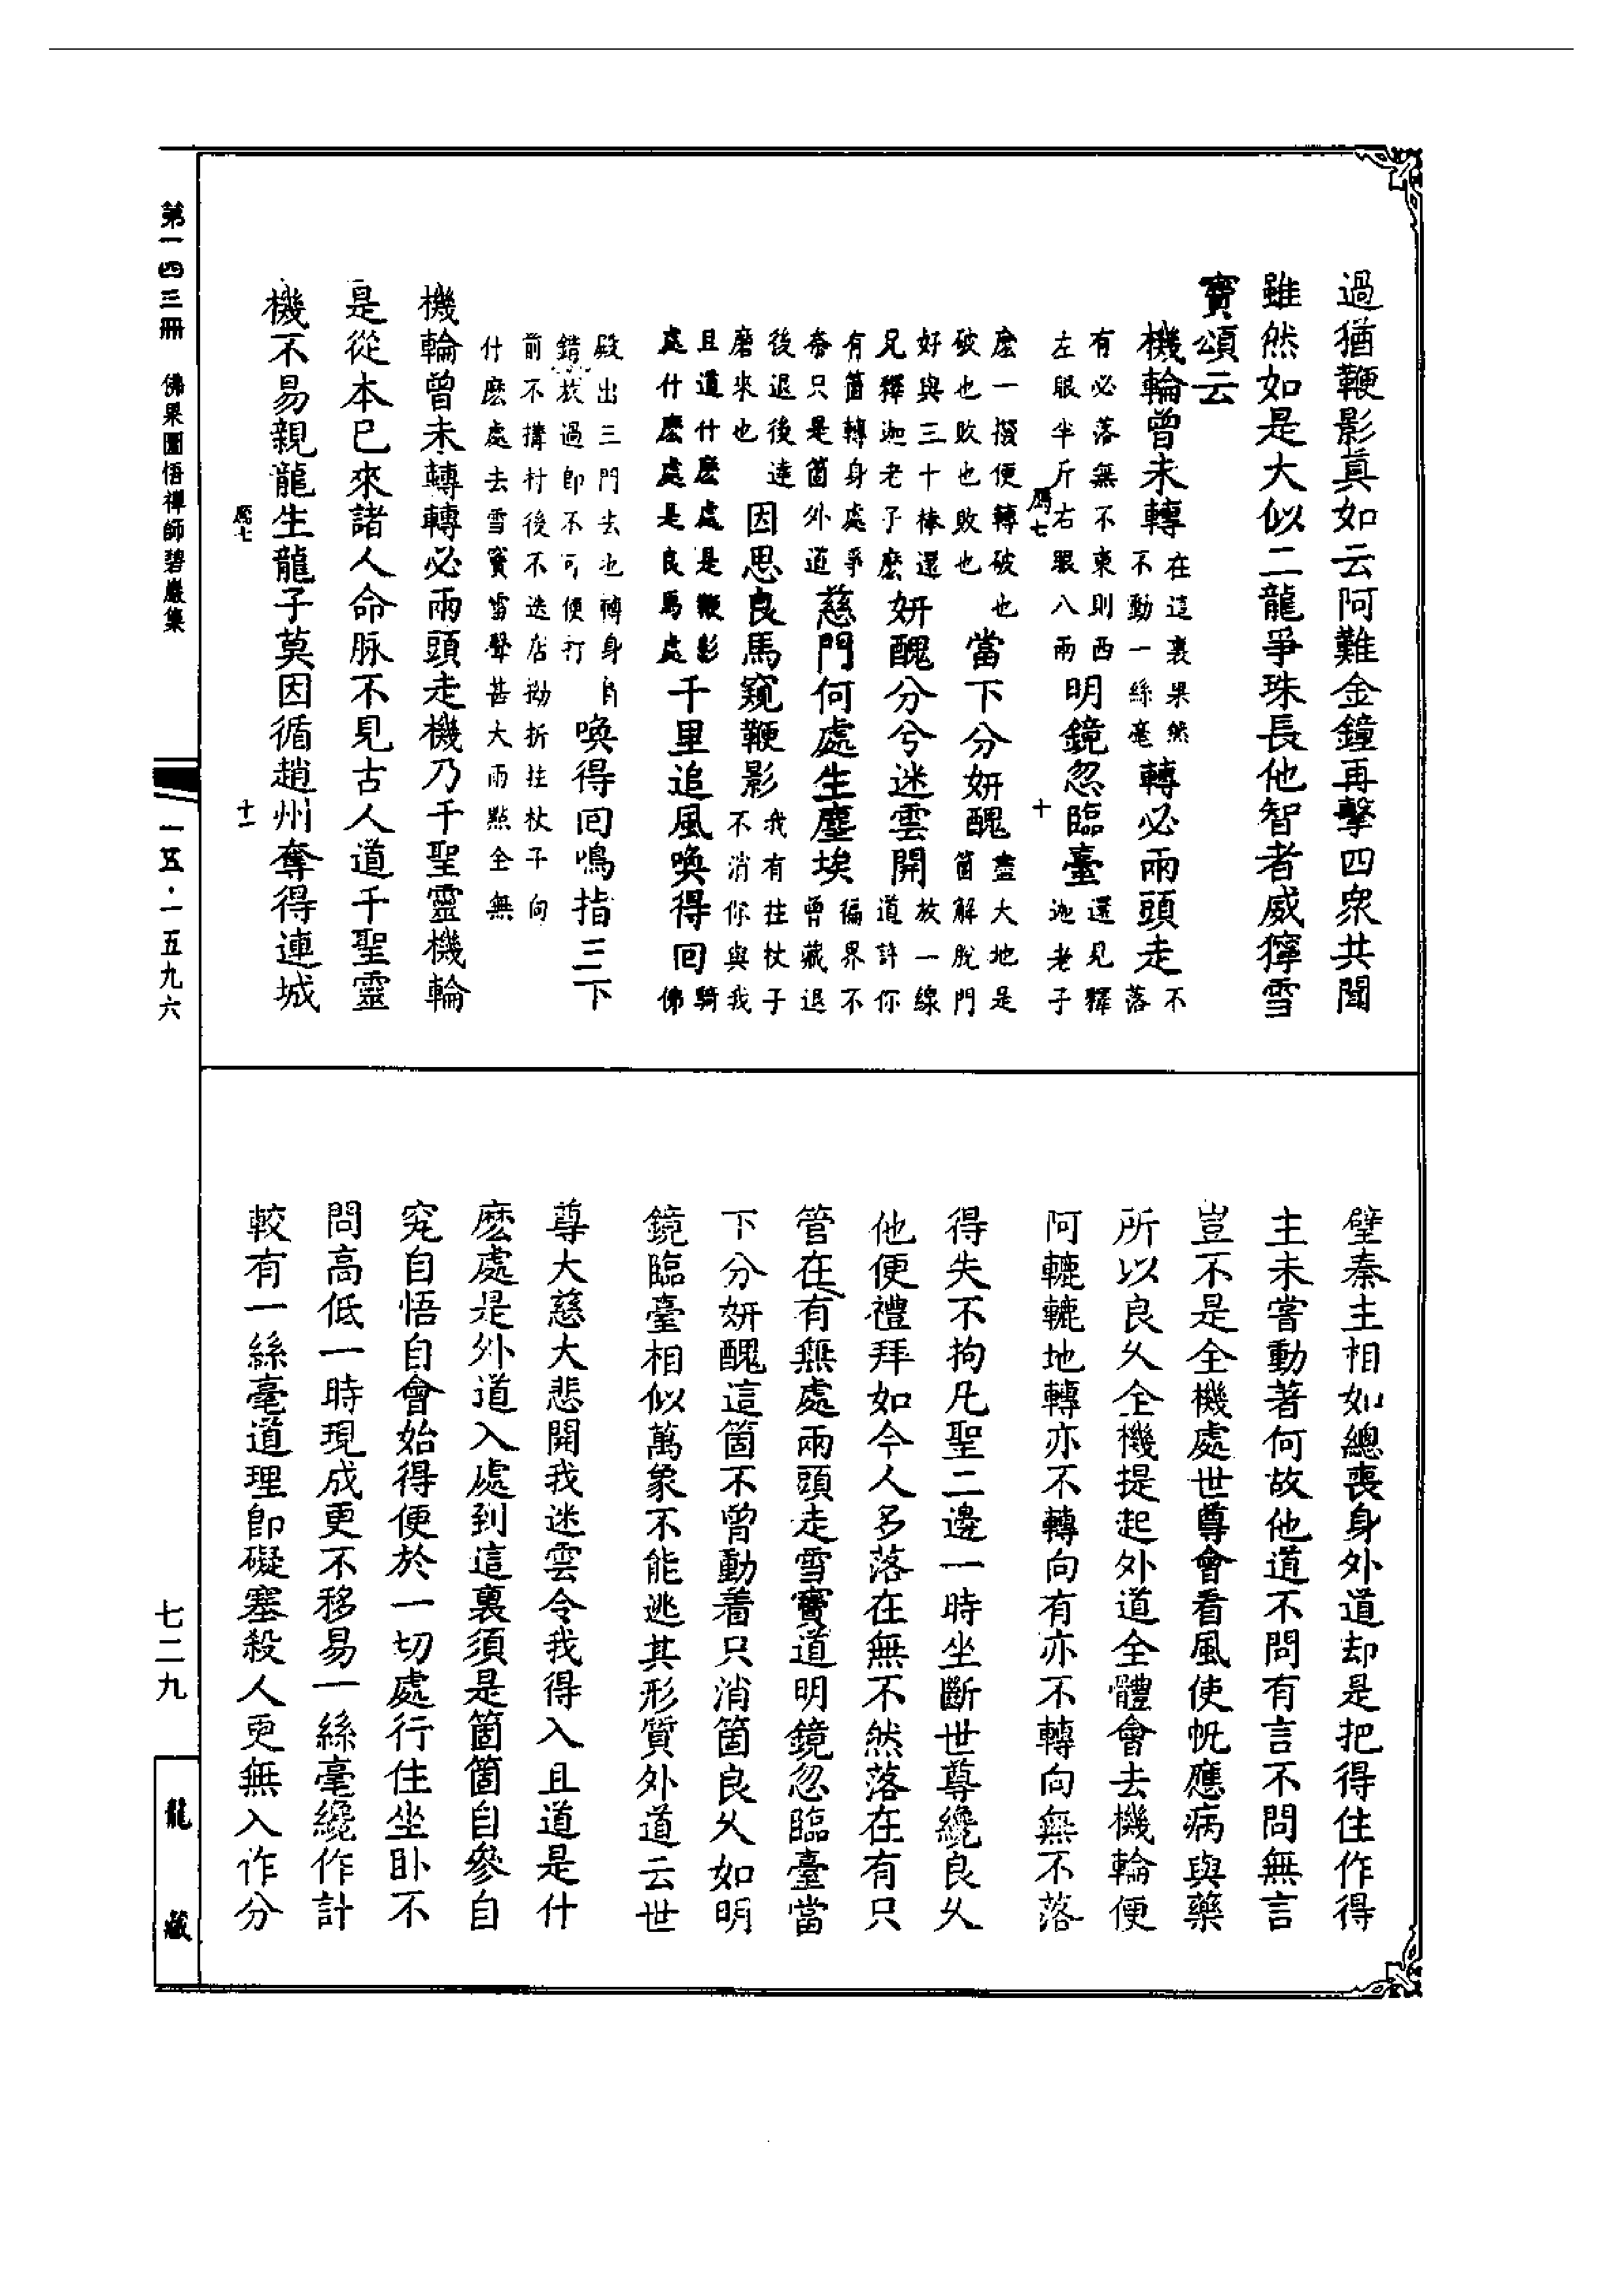 過猶鞭影真如云阿難金鐘再擊四衆共聞
雖然如是大似二龍爭珠長他智者威獰雪
竇頌云
機輪曾未轉在這裏果然不動一絲毫轉必兩頭走不落
有必落無不東則西左眼半斤右眼八兩明鏡忽臨臺還見釋迦老子
鴈七 十
麼一撥便轉破也破也敗也敗也當下分妍醜盡大地是箇解脫門
好與三十棒還見釋迦老子麼妍醜分兮迷雲開放一線道許你
有箇轉身處爭奈只是箇外道慈門何處生塵埃徧界不曾藏退
後退後達磨來也因思良馬窺鞭影我有拄杖子不消你與我
且道什麼處是鞭影處什麼處是良馬處千里追風喚得回騎佛
殿出三門去也轉身自錯放過即不可便打喚得回鳴指三下
前不搆村後不迭店拗折拄杖子向什麼處去雪竇雷聲甚大雨點全無
機輪曾未轉轉必兩頭走機乃千聖靈機輪
是從本已來諸人命脉不見古人道千聖靈
機不易親龍生龍子莫因循趙州奪得連城
鴈七 十一
璧秦主相如總喪身外道却是把得住作得
主未嘗動著何故他道不問有言不問無言
豈不是全機處世尊會看風使帆應病與藥
所以良久全機提起外道全體會去機輪便
阿轆轆地轉亦不轉向有亦不轉向無不落
得失不拘凡聖二邊一時坐斷世尊纔良久
他便禮拜如今人多落在無不然落在有只
管在有無處兩頭走雪竇道明鏡忽臨臺當
下分妍醜這箇不曾動着只消箇良久如明
鏡臨臺相似萬象不能逃其形質外道云世
尊大慈大悲開我迷雲令我得入且道是什
麼處是外道入處到這裏須是箇箇自參自
究自悟自會始得便於一切處行住坐臥不
問高低一時現成更不移易一絲毫纔作計
較有一絲毫道理即礙塞殺人更無入作分
第一四三冊 佛果圜悟禪師碧巖集
一五·一五九六
七二九
龍藏